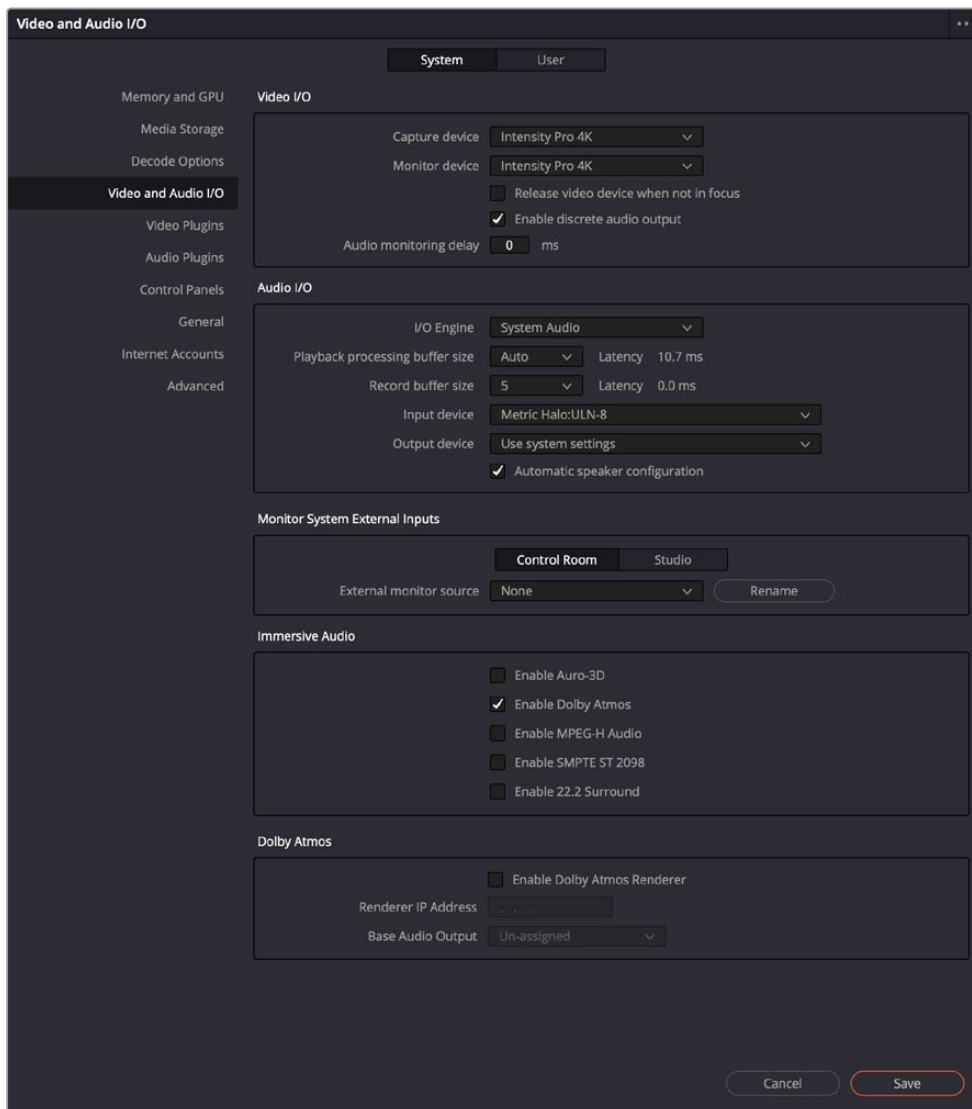 Video and Audio I/O
System User
Memory and GPU
Media Storage
Decode Options
Video and Audio I/O
Video Plugins
Audio Plugins
Control Panels
General
Internet Accounts
Advanced
Video I/O
Capture device Intensity Pro 4K
Monitor device Intensity Pro 4K
Release video device when not in focus
Enable discrete audio output
Audio monitoring delay 0 ms
Audio I/O
I/O Engine System Audio
Playback processing buffer size Auto Latency 10.7 ms
Record buffer size 5 Latency 0.0 ms
Input device Metric Halo:ULN-8
Output device Use system settings
Automatic speaker configuration
Monitor System External Inputs
Control Room Studio
External monitor source None Rename
Immersive Audio
Enable Auro-3D
Enable Dolby Atmos
Enable MPEG-H Audio
Enable SMPTE ST 2098
Enable 22.2 Surround
Dolby Atmos
Enable Dolby Atmos Renderer
Renderer IP Address . . .
Base Audio Output Un-assigned
Cancel Save